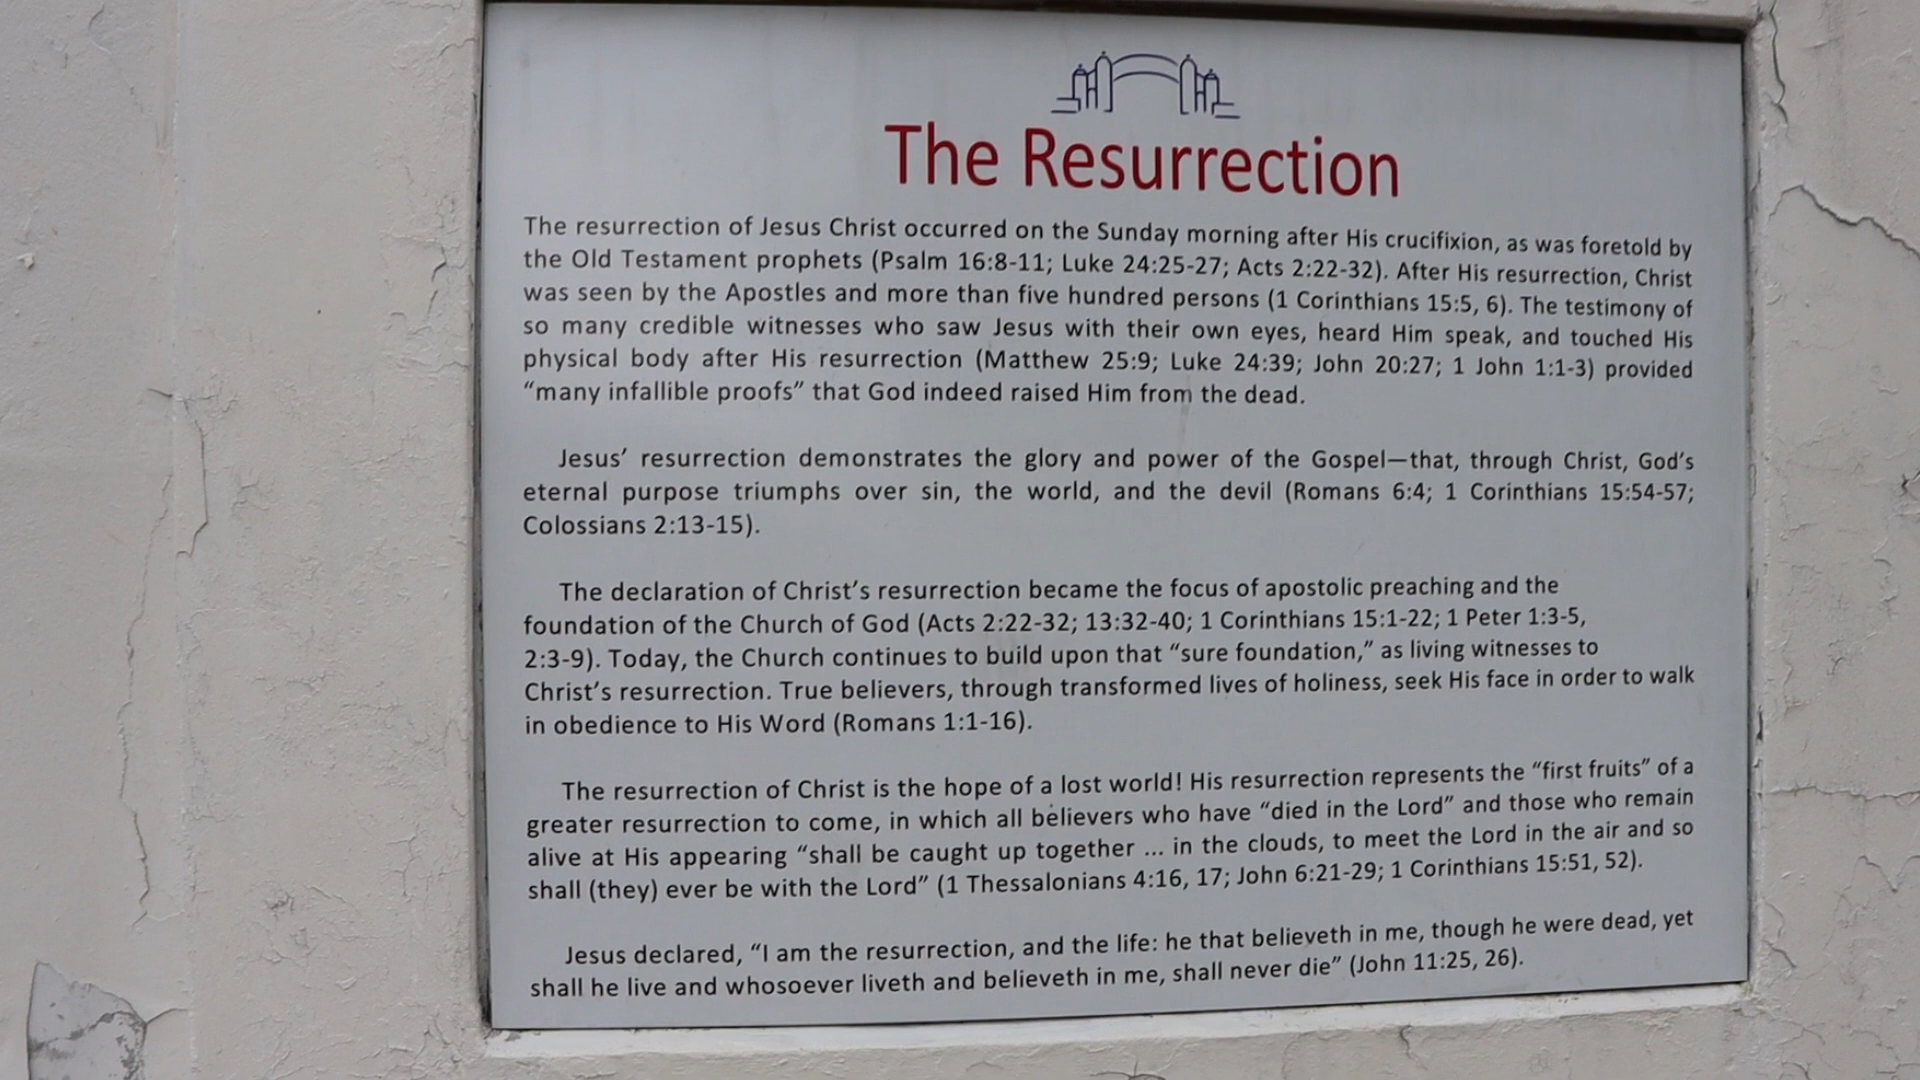 The Resurrection
The resurrection of Jesus Christ occurred on the Sunday morning after His crucifixion, as was foretold by
the Old Testament prophets (Psalm 16:8-11; Luke 24:25-27; Acts 2:22-32). After His resurrection, Christ
was seen by the Apostles and more than five hundred persons (1 Corinthians 15:5, 6). The testimony of
so many credible witnesses who saw Jesus with their own eyes, heard Him speak, and touched His
physical body after His resurrection (Matthew 25:9; Luke 24:39; John 20:27; 1 John 1:1-3) provided
“many infallible proofs” that God indeed raised Him from the dead.
Jesus’ resurrection demonstrates the glory and power of the Gospel—that, through Christ, God’s
eternal purpose triumphs over sin, the world, and the devil (Romans 6:4; 1 Corinthians 15:54-57;
Colossians 2:13-15).
The declaration of Christ’s resurrection became the focus of apostolic preaching and the
foundation of the Church of God (Acts 2:22-32; 13:32-40; 1 Corinthians 15:1-22; 1 Peter 1:3-5,
2:3-9). Today, the Church continues to build upon that “sure foundation,” as living witnesses to
Christ’s resurrection. True believers, through transformed lives of holiness, seek His face in order to walk
in obedience to His Word (Romans 1:1-16).
The resurrection of Christ is the hope of a lost world! His resurrection represents the “first fruits” of a
greater resurrection to come, in which all believers who have “died in the Lord” and those who remain
alive at His appearing “shall be caught up together ... in the clouds, to meet the Lord in the air and so
shall (they) ever be with the Lord” (1 Thessalonians 4:16, 17; John 6:21-29; 1 Corinthians 15:51, 52).
Jesus declared, “I am the resurrection, and the life: he that believeth in me, though he were dead, yet
shall he live and whosoever liveth and believeth in me, shall never die” (John 11:25, 26).